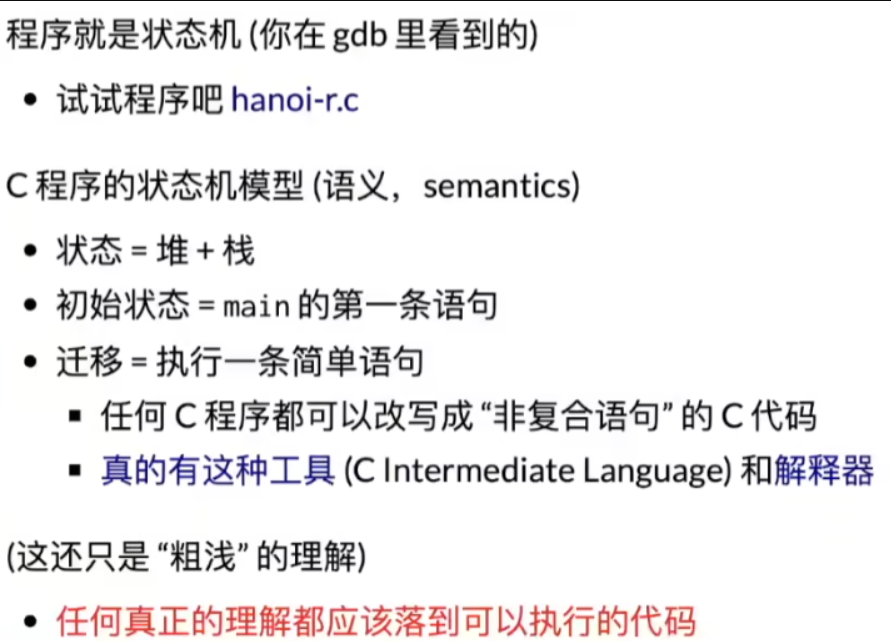 程序就是状态机 (你在 gdb 里看到的)
• 试试程序吧 hanoi-r.c
C 程序的状态机模型 (语义，semantics)
• 状态 = 堆 + 栈
• 初始状态 = main 的第一条语句
• 迁移 = 执行一条简单语句
▪ 任何 C 程序都可以改写成 “非复合语句” 的 C 代码
▪ 真的有这种工具 (C Intermediate Language) 和解释器
(这还只是 “粗浅” 的理解)
• 任何真正的理解都应该落到可以执行的代码